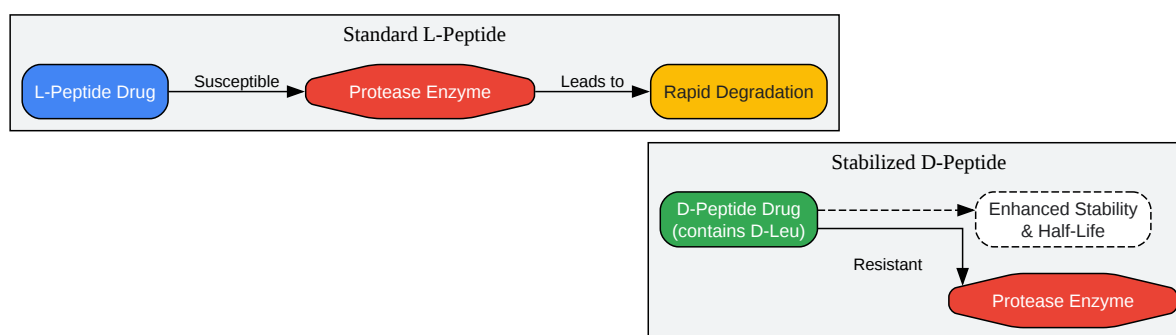 Standard L-Peptide
L-Peptide Drug
Susceptible
Protease Enzyme
Leads to
Rapid Degradation
Stabilized D-Peptide
D-Peptide Drug
(contains D-Leu)
Enhanced Stability
& Half-Life
Resistant
Protease Enzyme